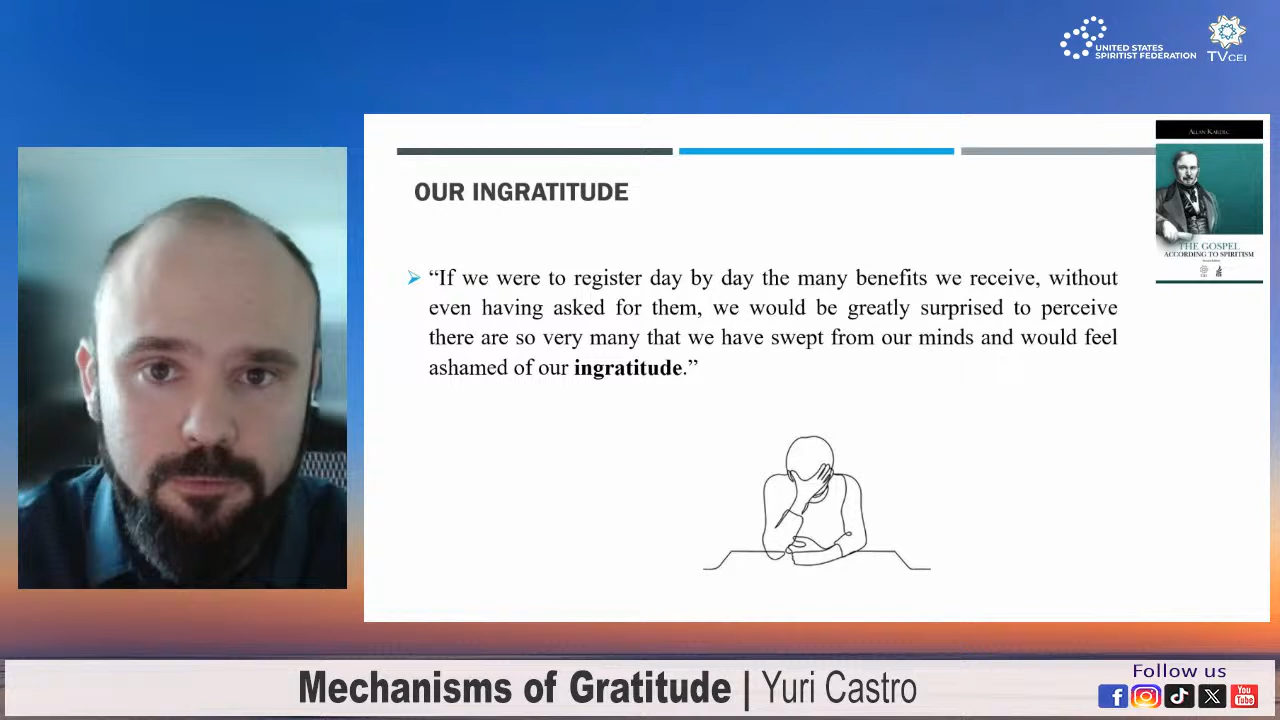 UNITED STATES
SPIRITIST FEDERATION
TVCEI
ALLAN KARDEC
THE GOSPEL
ACCORDING TO SPIRITISM
OUR INGRATITUDE
“If we were to register day by day the many benefits we receive, without
even having asked for them, we would be greatly surprised to perceive
there are so very many that we have swept from our minds and would feel
ashamed of our ingratitude.”
Mechanisms of Gratitude | Yuri Castro
Follow us
You
Tube